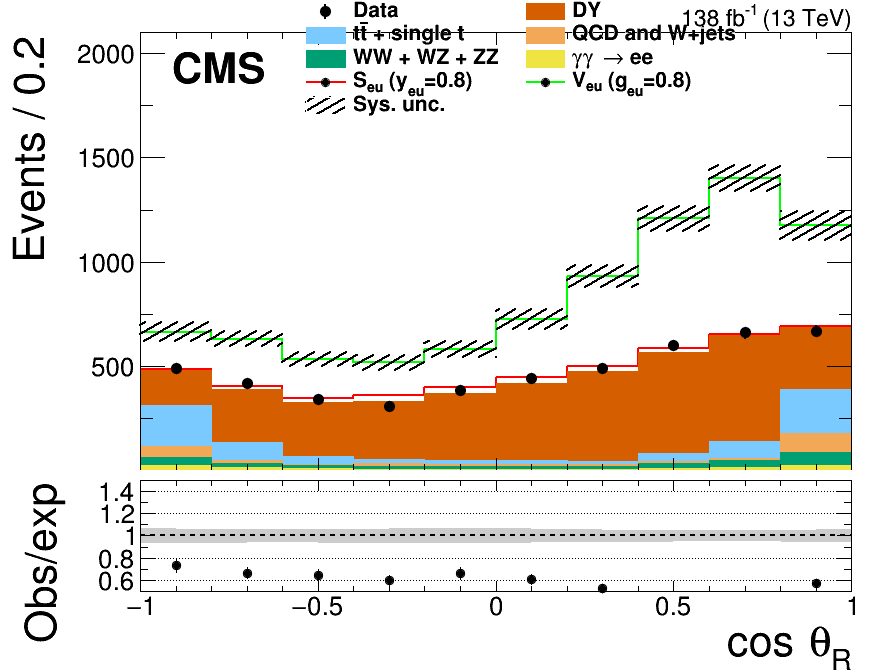 Data DY 138 fb⁻¹ (13 TeV)
tt̄ + single t QCD and W+jets
WW + WZ + ZZ γγ → ee
S_eu (y_eu=0.8) V_eu (g_eu=0.8)
Sys. unc.
CMS
Events / 0.2
2000
1500
1000
500
Obs/exp
1.4
1.2
1
0.8
0.6
−1 −0.5 0 0.5 1
cos θ_R